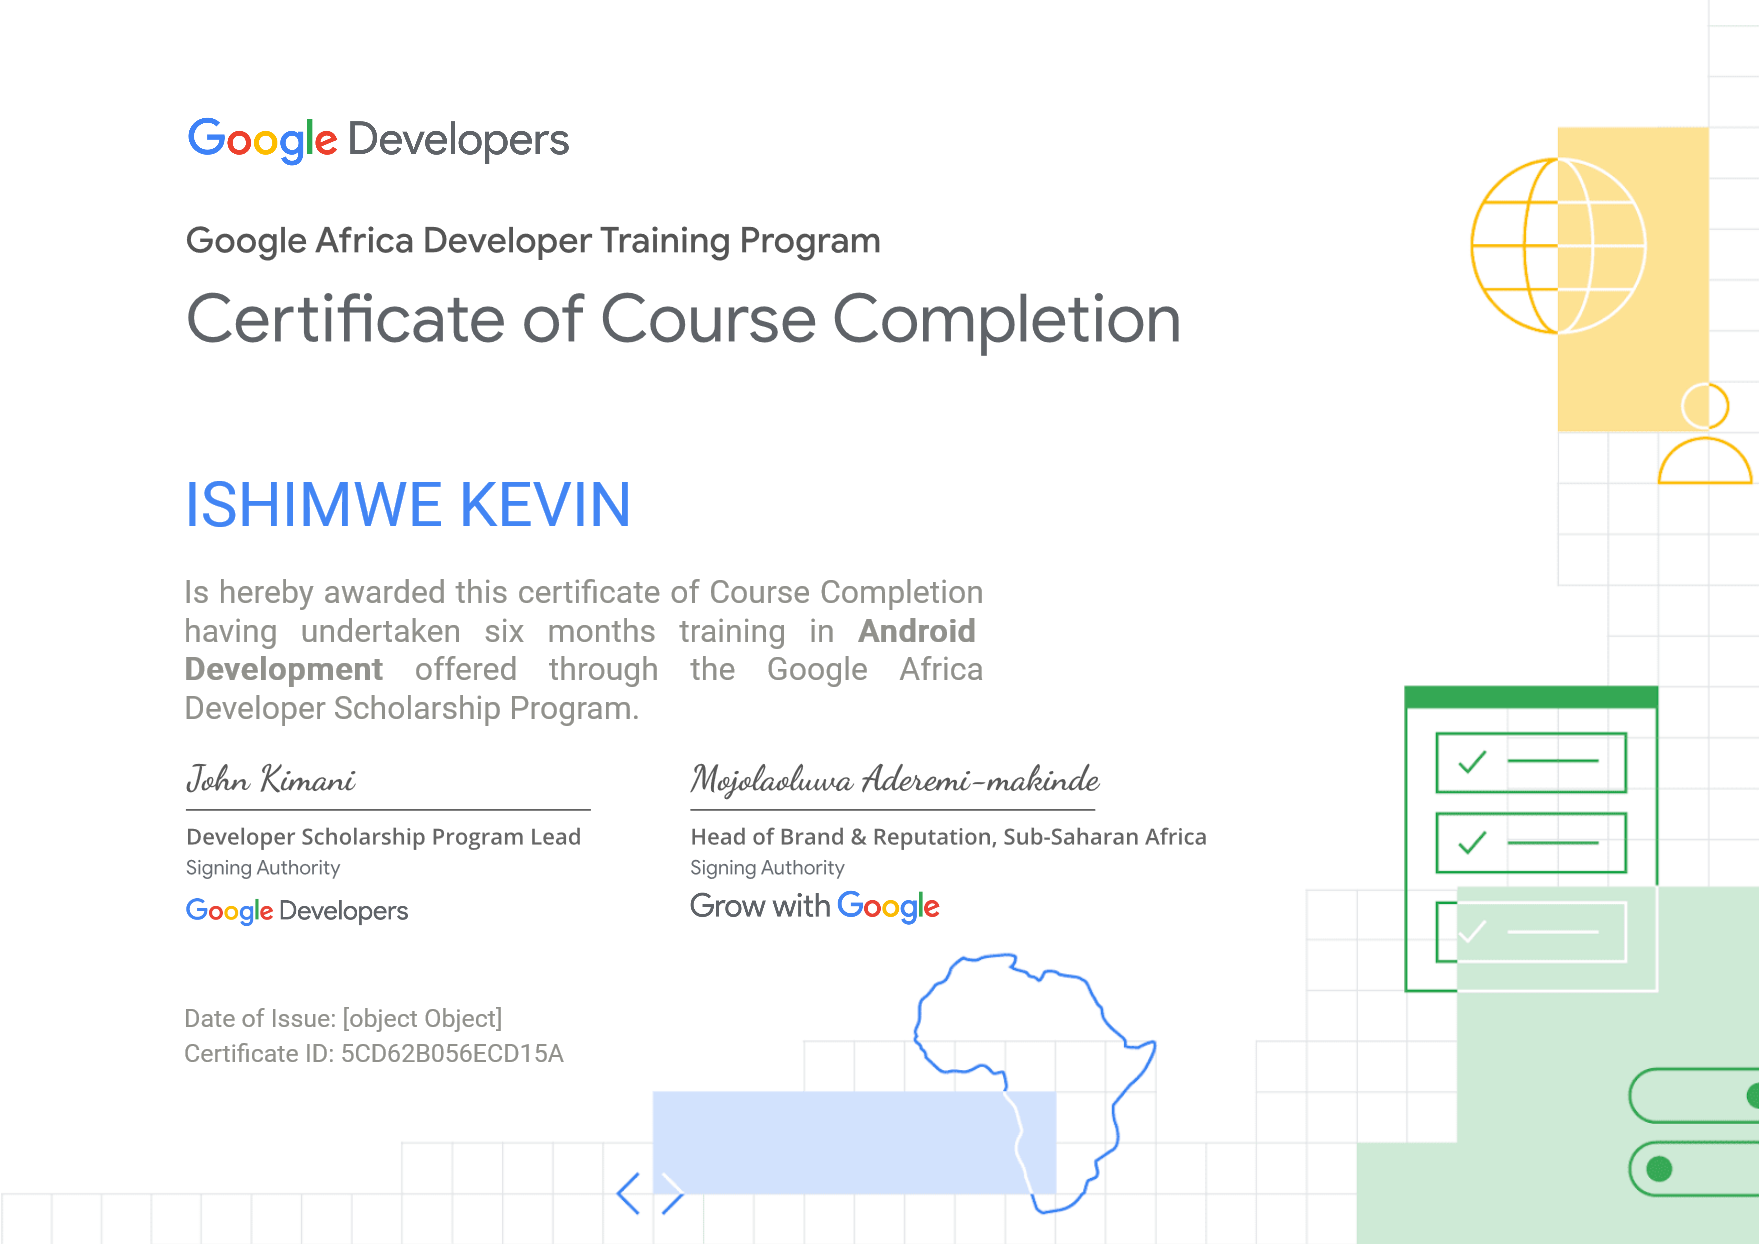 Google Developers
Google Africa Developer Training Program
Certificate of Course Completion
ISHIMWE KEVIN
Is hereby awarded this certificate of Course Completion
having undertaken six months training in Android
Development offered through the Google Africa
Developer Scholarship Program.
John Kimani
Developer Scholarship Program Lead
Signing Authority
Google Developers
Mojolaoluwa Aderemi-makinde
Head of Brand & Reputation, Sub-Saharan Africa
Signing Authority
Grow with Google
Date of Issue: [object Object]
Certificate ID: 5CD62B056ECD15A